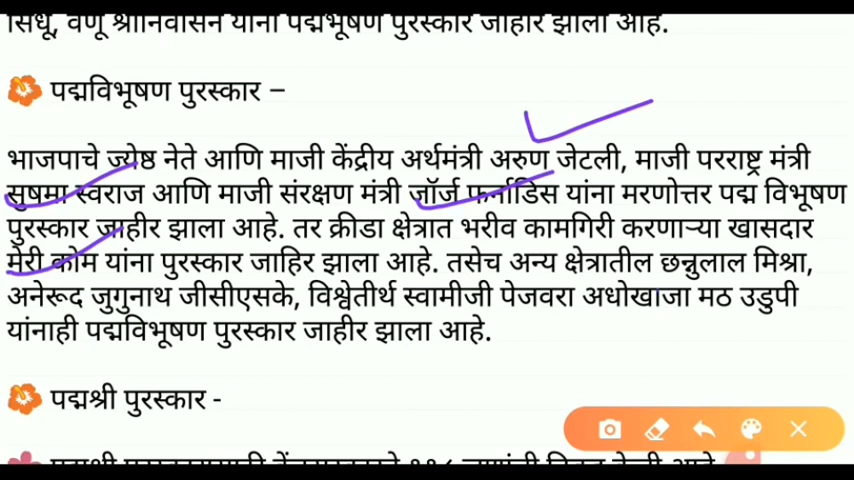 सिंधू, वेणू श्रीनिवासन यांना पद्मभूषण पुरस्कार जाहीर झाला आहे.
पद्मविभूषण पुरस्कार –
भाजपाचे ज्येष्ठ नेते आणि माजी केंद्रीय अर्थमंत्री अरुण जेटली, माजी परराष्ट्र मंत्री
सुषमा स्वराज आणि माजी संरक्षण मंत्री जॉर्ज फर्नांडिस यांना मरणोत्तर पद्म विभूषण
पुरस्कार जाहीर झाला आहे. तर क्रीडा क्षेत्रात भरीव कामगिरी करणाऱ्या खासदार
मेरी कोम यांना पुरस्कार जाहिर झाला आहे. तसेच अन्य क्षेत्रातील छन्नुलाल मिश्रा,
अनेरूद जुगुनाथ जीसीएसके, विश्वेतीर्थ स्वामीजी पेजवरा अधोखाजा मठ उडुपी
यांनाही पद्मविभूषण पुरस्कार जाहीर झाला आहे.
पद्मश्री पुरस्कार -